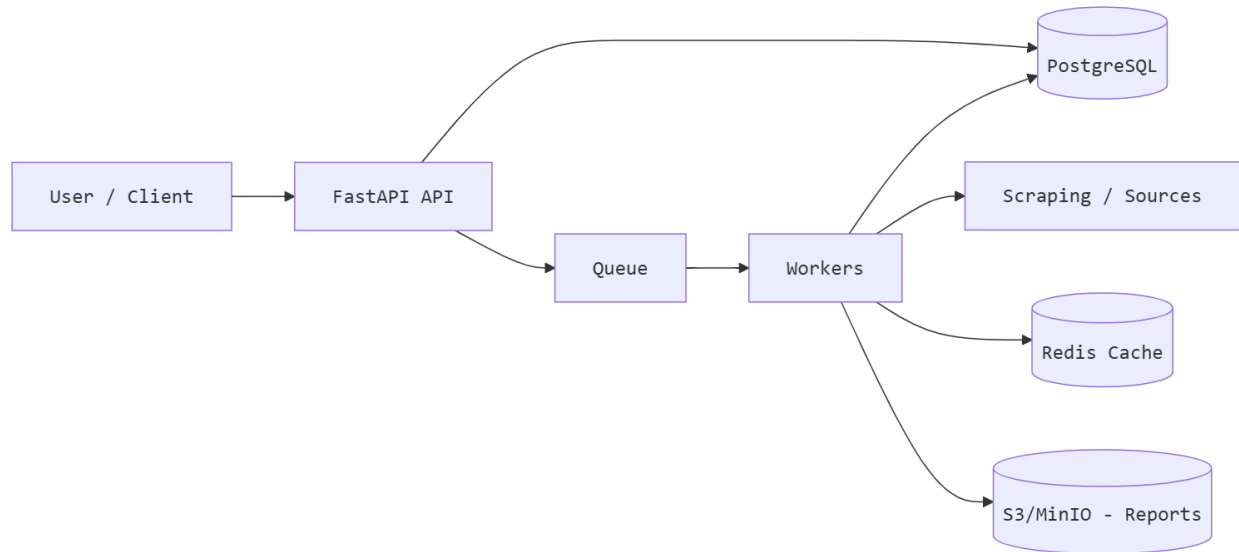 PostgreSQL
User / Client
FastAPI API
Scraping / Sources
Queue
Workers
Redis Cache
S3/MinIO - Reports